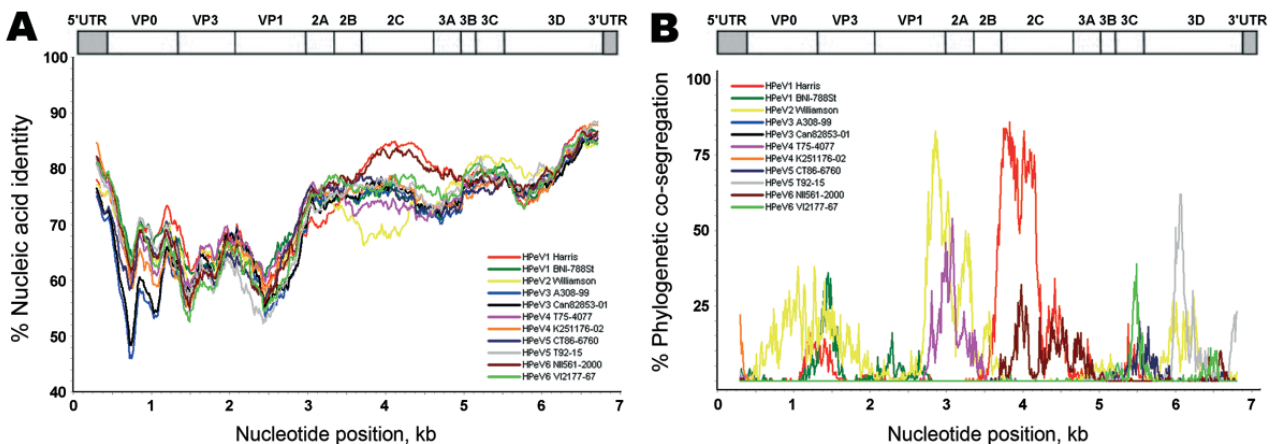 A
5'UTR VP0 VP3 VP1 2A 2B 2C 3A 3B 3C 3D 3'UTR
100
90
80
70
60
50
40
% Nucleic acid identity
HPeV1 Harris
HPeV1 BNI-788St
HPeV2 Williamson
HPeV3 A308-99
HPeV3 Can82853-01
HPeV4 T75-4077
HPeV4 K251176-02
HPeV5 CT86-6760
HPeV5 T92-15
HPeV6 NII561-2000
HPeV6 VI2177-67
0 1 2 3 4 5 6 7
Nucleotide position, kb
B
5'UTR VP0 VP3 VP1 2A 2B 2C 3A 3B 3C 3D 3'UTR
100
75
50
25
% Phylogenetic co-segregation
HPeV1 Harris
HPeV1 BNI-788St
HPeV2 Williamson
HPeV3 A308-99
HPeV3 Can82853-01
HPeV4 T75-4077
HPeV4 K251176-02
HPeV5 CT86-6760
HPeV5 T92-15
HPeV6 NII561-2000
HPeV6 VI2177-67
0 1 2 3 4 5 6 7
Nucleotide position, kb